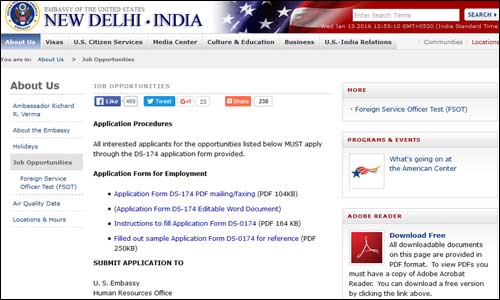 EMBASSY OF THE UNITED STATES
NEW DELHI • INDIA
Enter Search Terms
SEARCH
Wed Jan 13 2016 12:53:10 GMT+0530 (India Standard Time)
About Us Visas U.S. Citizen Services Media Center Culture & Education Business U.S.-India Relations Communities Locat
You are in: About Us > Job Opportunities
About Us
Ambassador Richard
R. Verma
About the Embassy
Holidays
Job Opportunities
Foreign Service
Officer Test (FSOT)
Air Quality Data
Locations & Hours
JOB OPPORTUNITIES
Like 469 Tweet G+1 23 Share 238
Application Procedures
All interested applicants for the opportunities listed below MUST apply
through the DS-174 application form provided.
Application Form for Employment
Application Form DS-174 PDF mailing/faxing (PDF 104KB)
(Application Form DS-174 Editable Word Document)
Instructions to fill Application Form DS-0174 (PDF 164 KB)
Filled out sample Application Form DS-0174 for reference (PDF
250KB)
SUBMIT APPLICATION TO
U. S. Embassy
Human Resources Office
MORE
Foreign Service Officer Test (FSOT)
PROGRAMS & EVENTS
What's going on at
the American Center
ADOBE READER
Download Free
All downloadable documents
on this page are provided in
PDF format. To view PDFs you
must have a copy of Adobe Acrobat
Reader. You can download a free version
by clicking the link above.